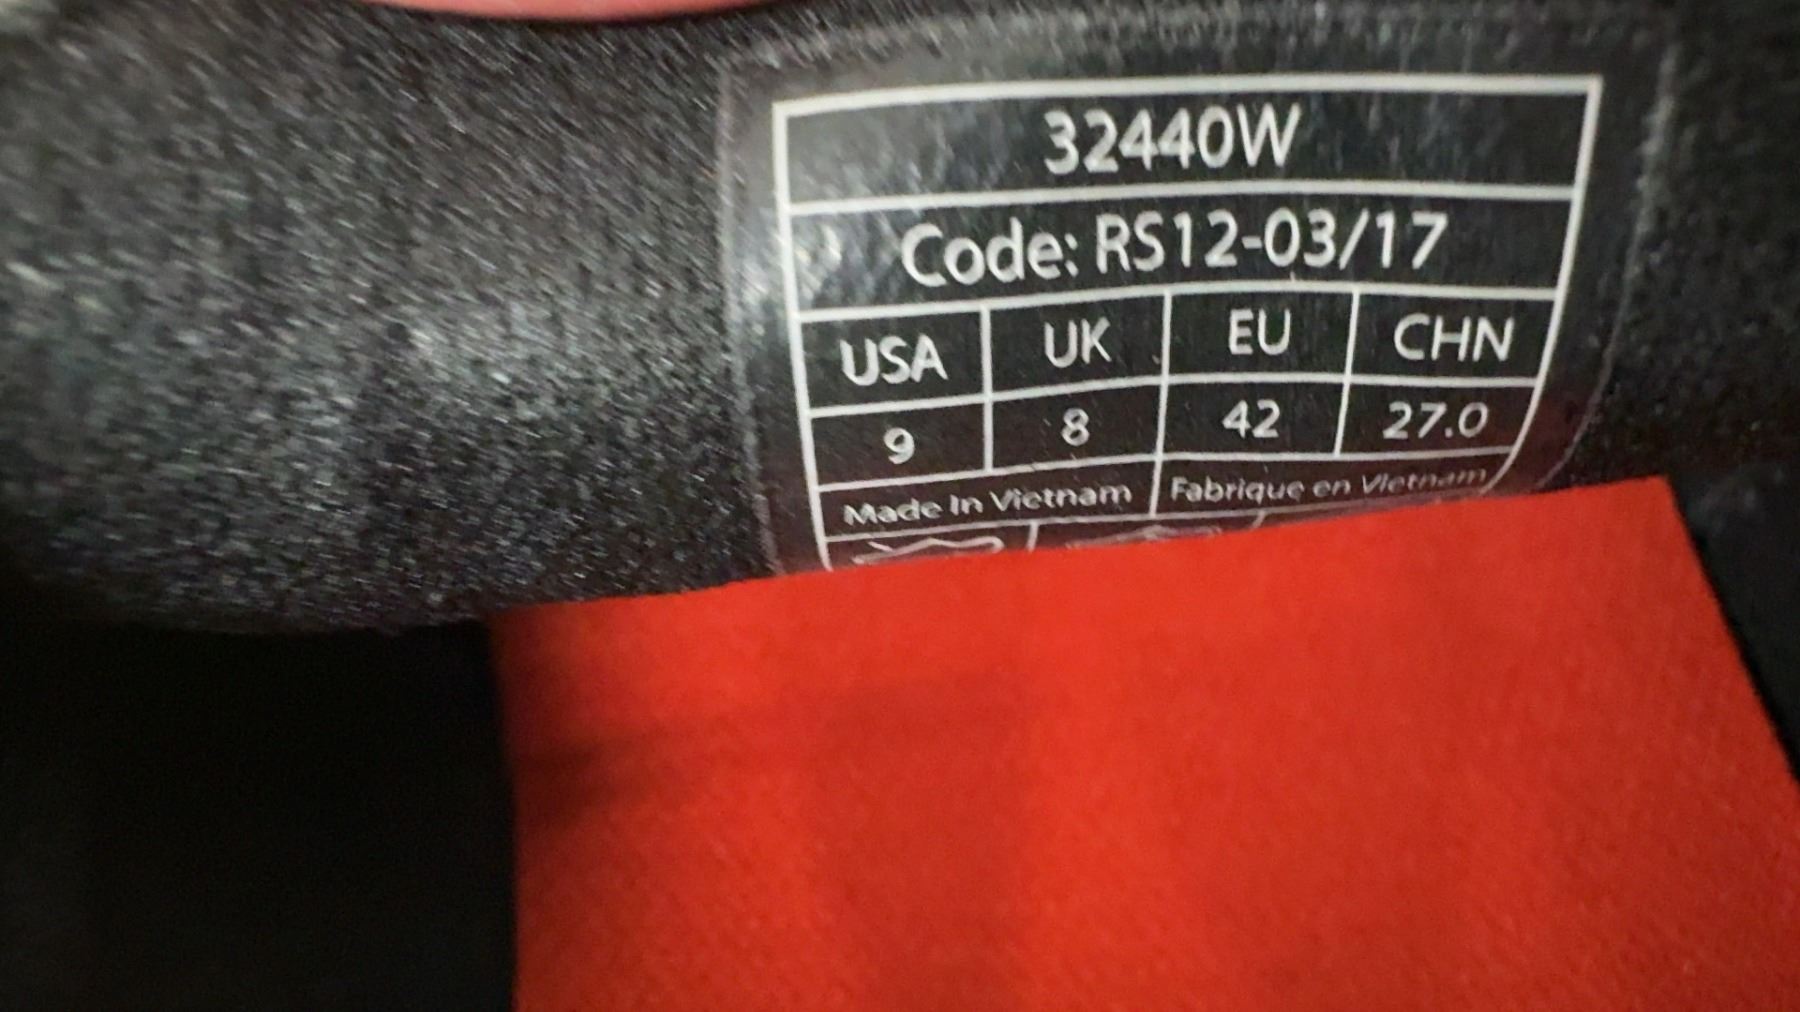 32440W
Code: RS12-03/17
USA UK EU CHN
9 8 42 27.0
Made In Vietnam Fabrique en Vietnam